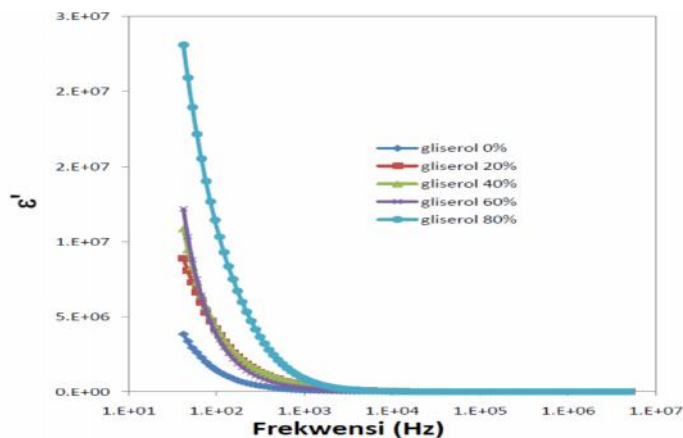 3.E+07
2.E+07
2.E+07
1.E+07
5.E+06
0.E+00
ε'
gliserol 0%
gliserol 20%
gliserol 40%
gliserol 60%
gliserol 80%
1.E+01 1.E+02 1.E+03 1.E+04 1.E+05 1.E+06 1.E+07
Frekwensi (Hz)